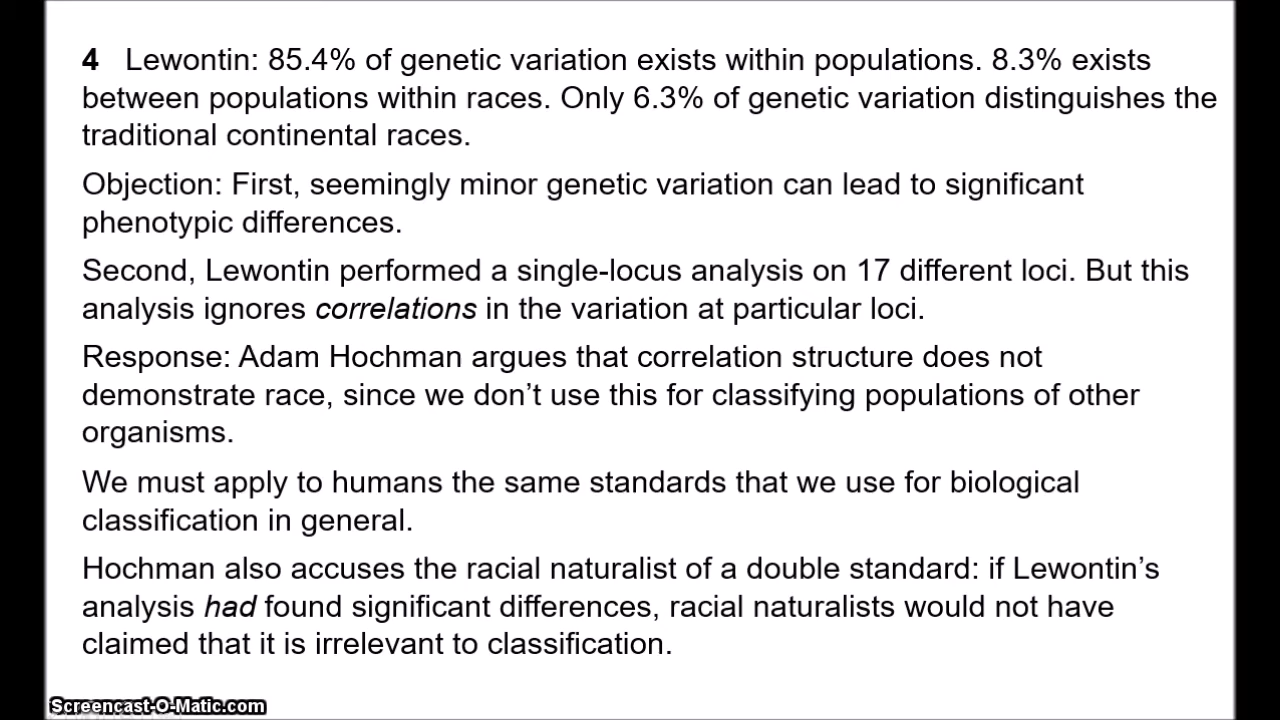 4 Lewontin: 85.4% of genetic variation exists within populations. 8.3% exists
between populations within races. Only 6.3% of genetic variation distinguishes the
traditional continental races.
Objection: First, seemingly minor genetic variation can lead to significant
phenotypic differences.
Second, Lewontin performed a single-locus analysis on 17 different loci. But this
analysis ignores correlations in the variation at particular loci.
Response: Adam Hochman argues that correlation structure does not
demonstrate race, since we don’t use this for classifying populations of other
organisms.
We must apply to humans the same standards that we use for biological
classification in general.
Hochman also accuses the racial naturalist of a double standard: if Lewontin’s
analysis had found significant differences, racial naturalists would not have
claimed that it is irrelevant to classification.
Screencast-O-Matic.com